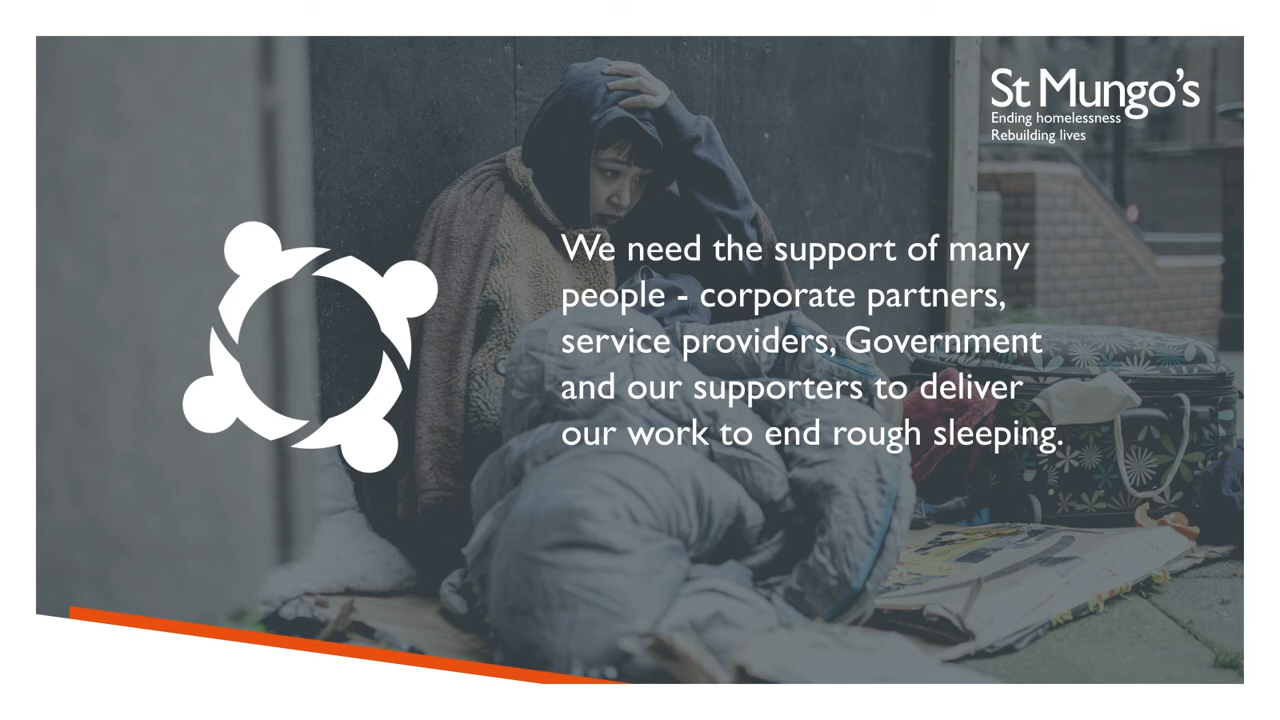 St Mungo's
Ending homelessness
Rebuilding lives
We need the support of many
people - corporate partners,
service providers, Government
and our supporters to deliver
our work to end rough sleeping.